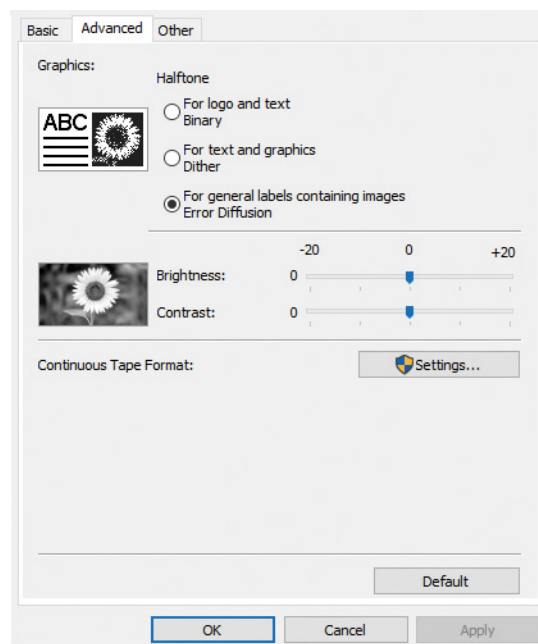 Basic Advanced Other
Graphics:
Halftone
ABC
For logo and text
Binary
For text and graphics
Dither
For general labels containing images
Error Diffusion
-20 0 +20
Brightness: 0
Contrast: 0
Continuous Tape Format: Settings...
Default
OK Cancel Apply